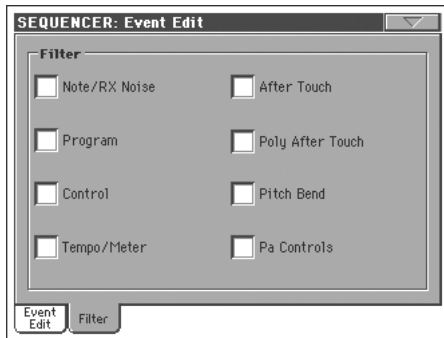 SEQUENCER: Event Edit
Filter
Note/RX Noise
After Touch
Program
Poly After Touch
Control
Pitch Bend
Tempo/Meter
Pa Controls
Event
Edit
Filter